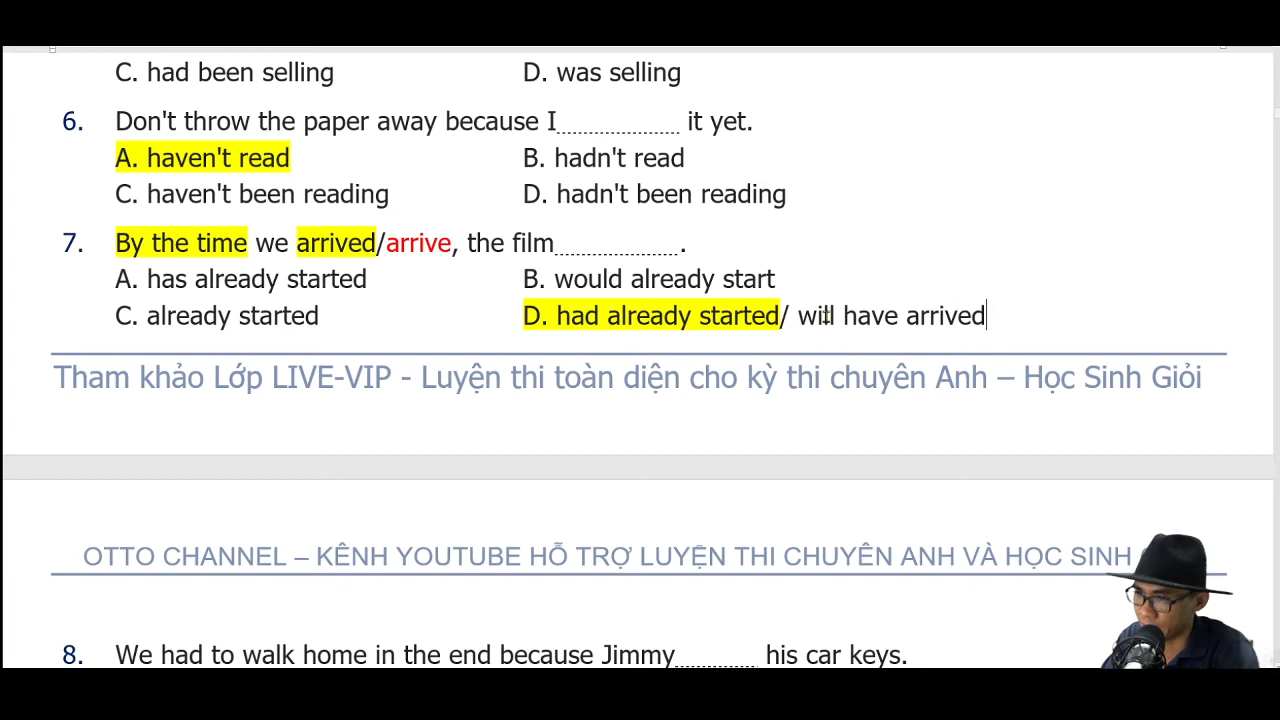 C. had been selling D. was selling
6. Don't throw the paper away because I.................... it yet.
A. haven't read B. hadn't read
C. haven't been reading D. hadn't been reading
7. By the time we arrived/arrive, the film.................... .
A. has already started B. would already start
C. already started D. had already started/ will have arrived
Tham khảo Lớp LIVE-VIP - Luyện thi toàn diện cho kỳ thi chuyên Anh – Học Sinh Giỏi
OTTO CHANNEL – KÊNH YOUTUBE HỖ TRỢ LUYỆN THI CHUYÊN ANH VÀ HỌC SINH
8. We had to walk home in the end because Jimmy............. his car keys.